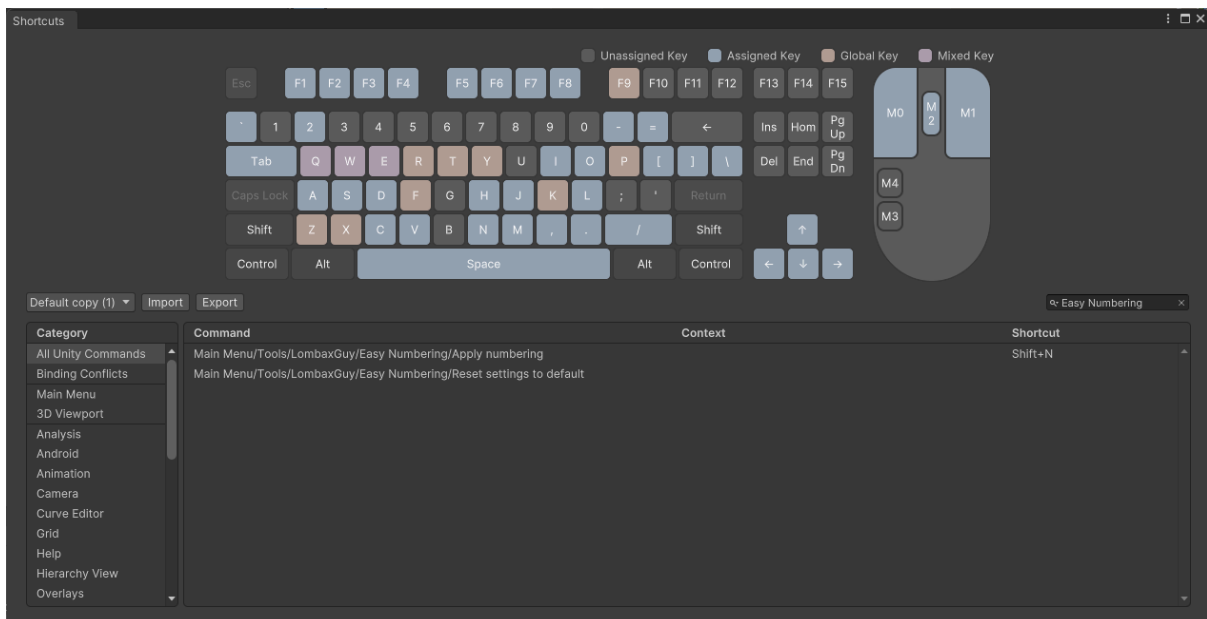 Shortcuts
Unassigned Key Assigned Key Global Key Mixed Key
Esc F1 F2 F3 F4 F5 F6 F7 F8 F9 F10 F11 F12 F13 F14 F15
` 1 2 3 4 5 6 7 8 9 0 - = ← Ins Hom Pg Up
Tab Q W E R T Y U I O P [ ] \ Del End Pg Dn
Caps Lock A S D F G H J K L ; ' Return
Shift Z X C V B N M , . / Shift ↑
Control Alt Space Alt Control ← ↓ →
M0 M2 M1
M4
M3
Default copy (1) Import Export Easy Numbering
Category Command Context Shortcut
All Unity Commands Main Menu/Tools/LombaxGuy/Easy Numbering/Apply numbering Shift+N
Binding Conflicts Main Menu/Tools/LombaxGuy/Easy Numbering/Reset settings to default
Main Menu
3D Viewport
Analysis
Android
Animation
Camera
Curve Editor
Grid
Help
Hierarchy View
Overlays